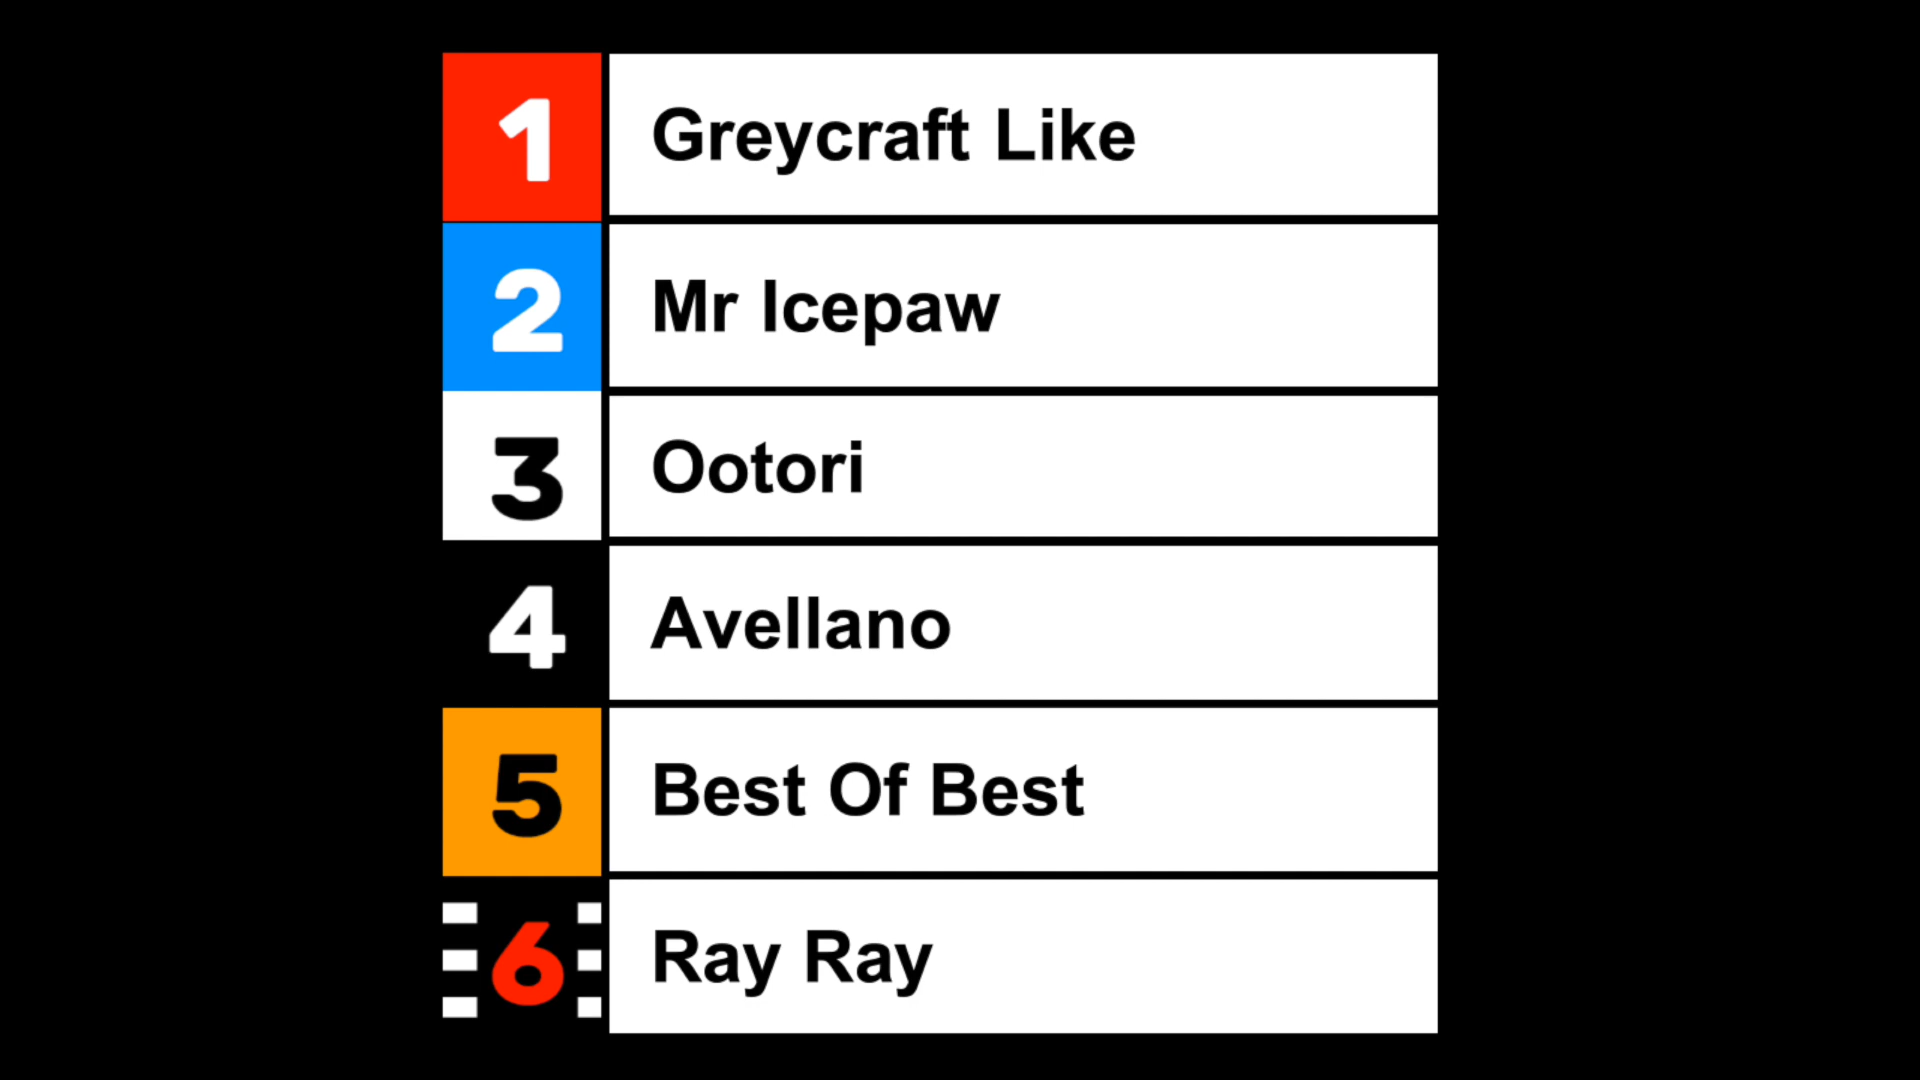 1 Greycraft Like
2 Mr Icepaw
3 Ootori
4 Avellano
5 Best Of Best
6 Ray Ray